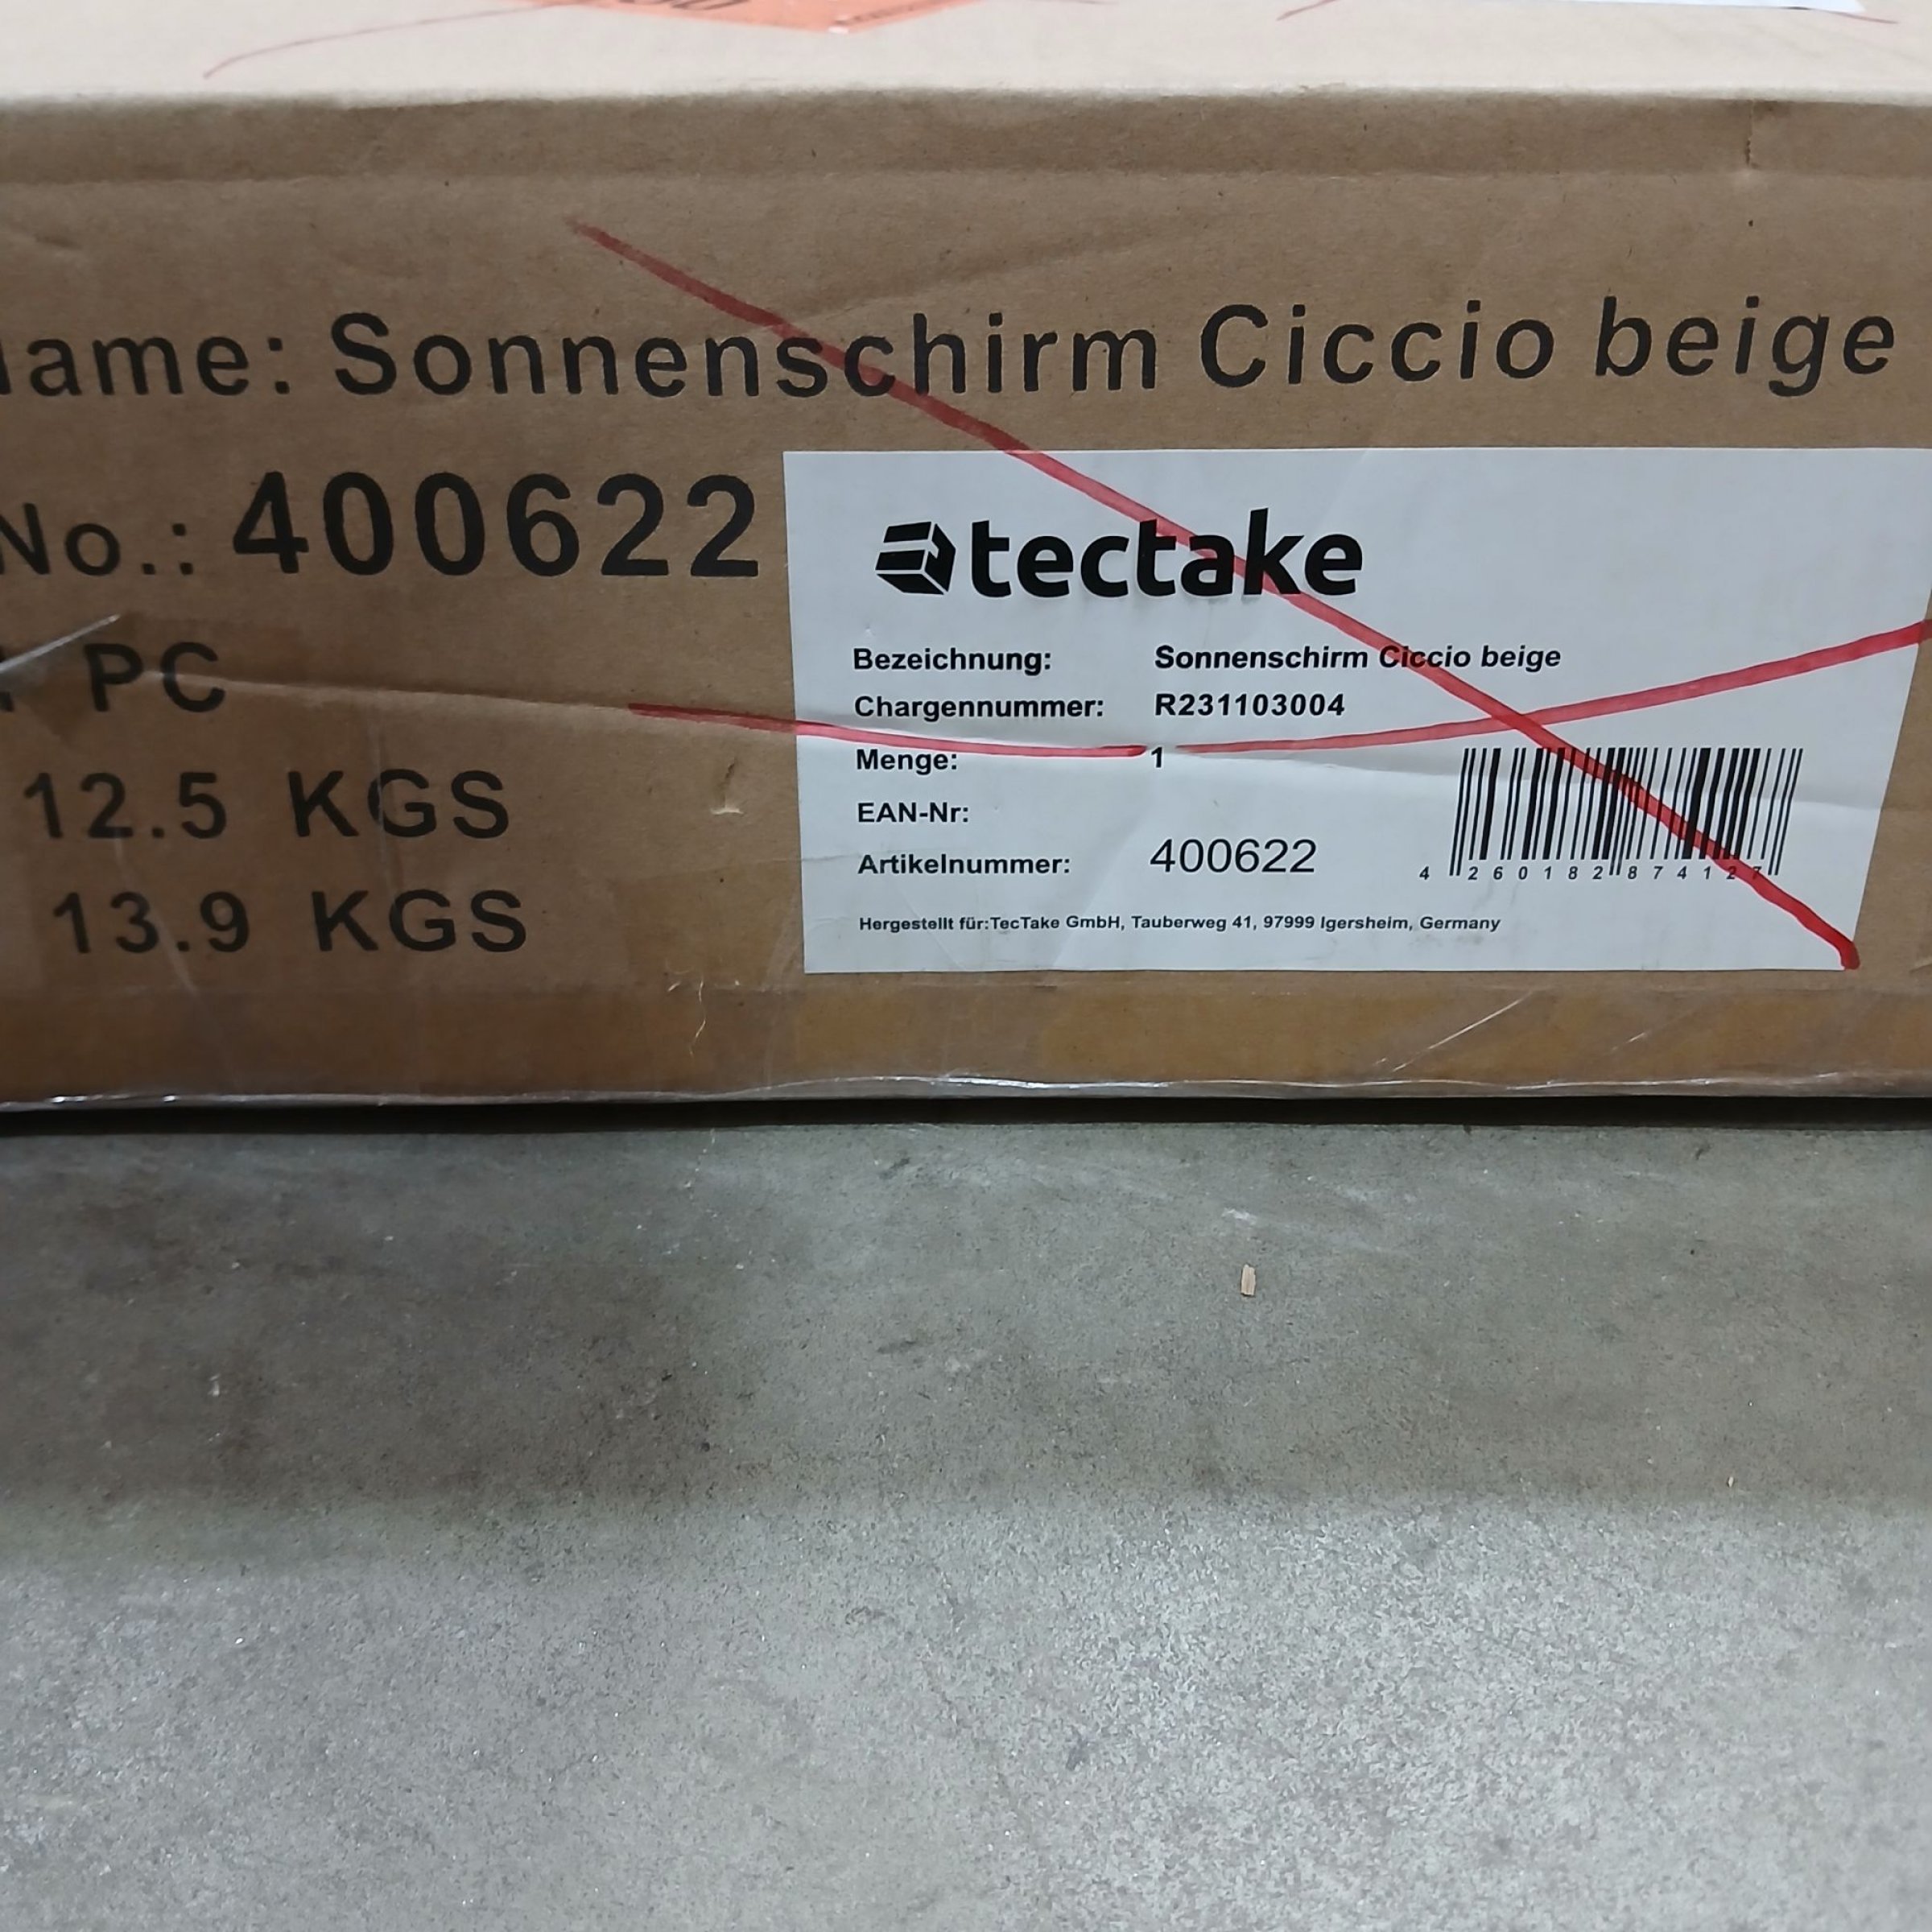 ame: Sonnenschirm Ciccio beige
No.: 400622
PC
12.5 KGS
13.9 KGS
tectake
Bezeichnung: Sonnenschirm Ciccio beige
Chargennummer: R231103004
Menge: 1
EAN-Nr:
Artikelnummer: 400622
4 260182 874127
Hergestellt für:TecTake GmbH, Tauberweg 41, 97999 Igersheim, Germany